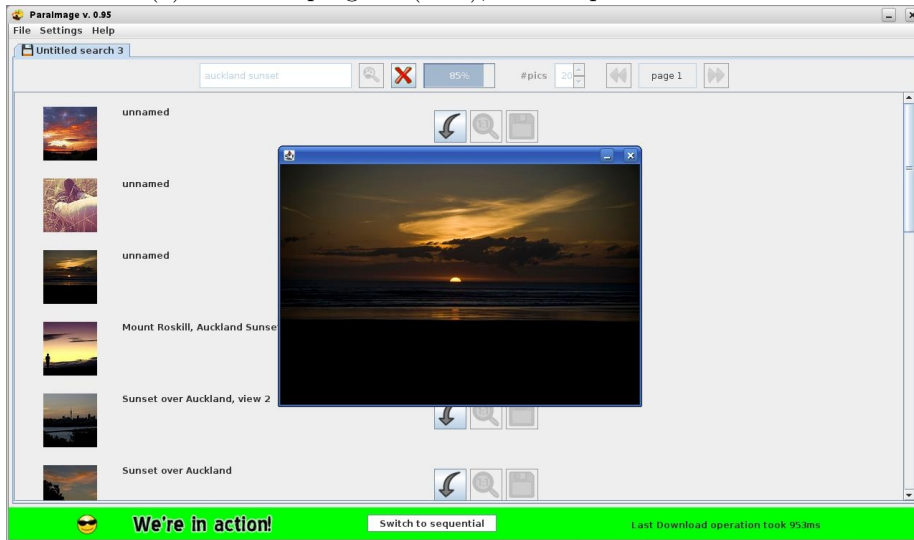 ParaImage v. 0.95
File Settings Help
Untitled search 3
auckland sunset 85% #pics 20 page 1
unnamed
unnamed
unnamed
Mount Roskill, Auckland Sunse
Sunset over Auckland, view 2
Sunset over Auckland
We're in action! Switch to sequential Last Download operation took 953ms